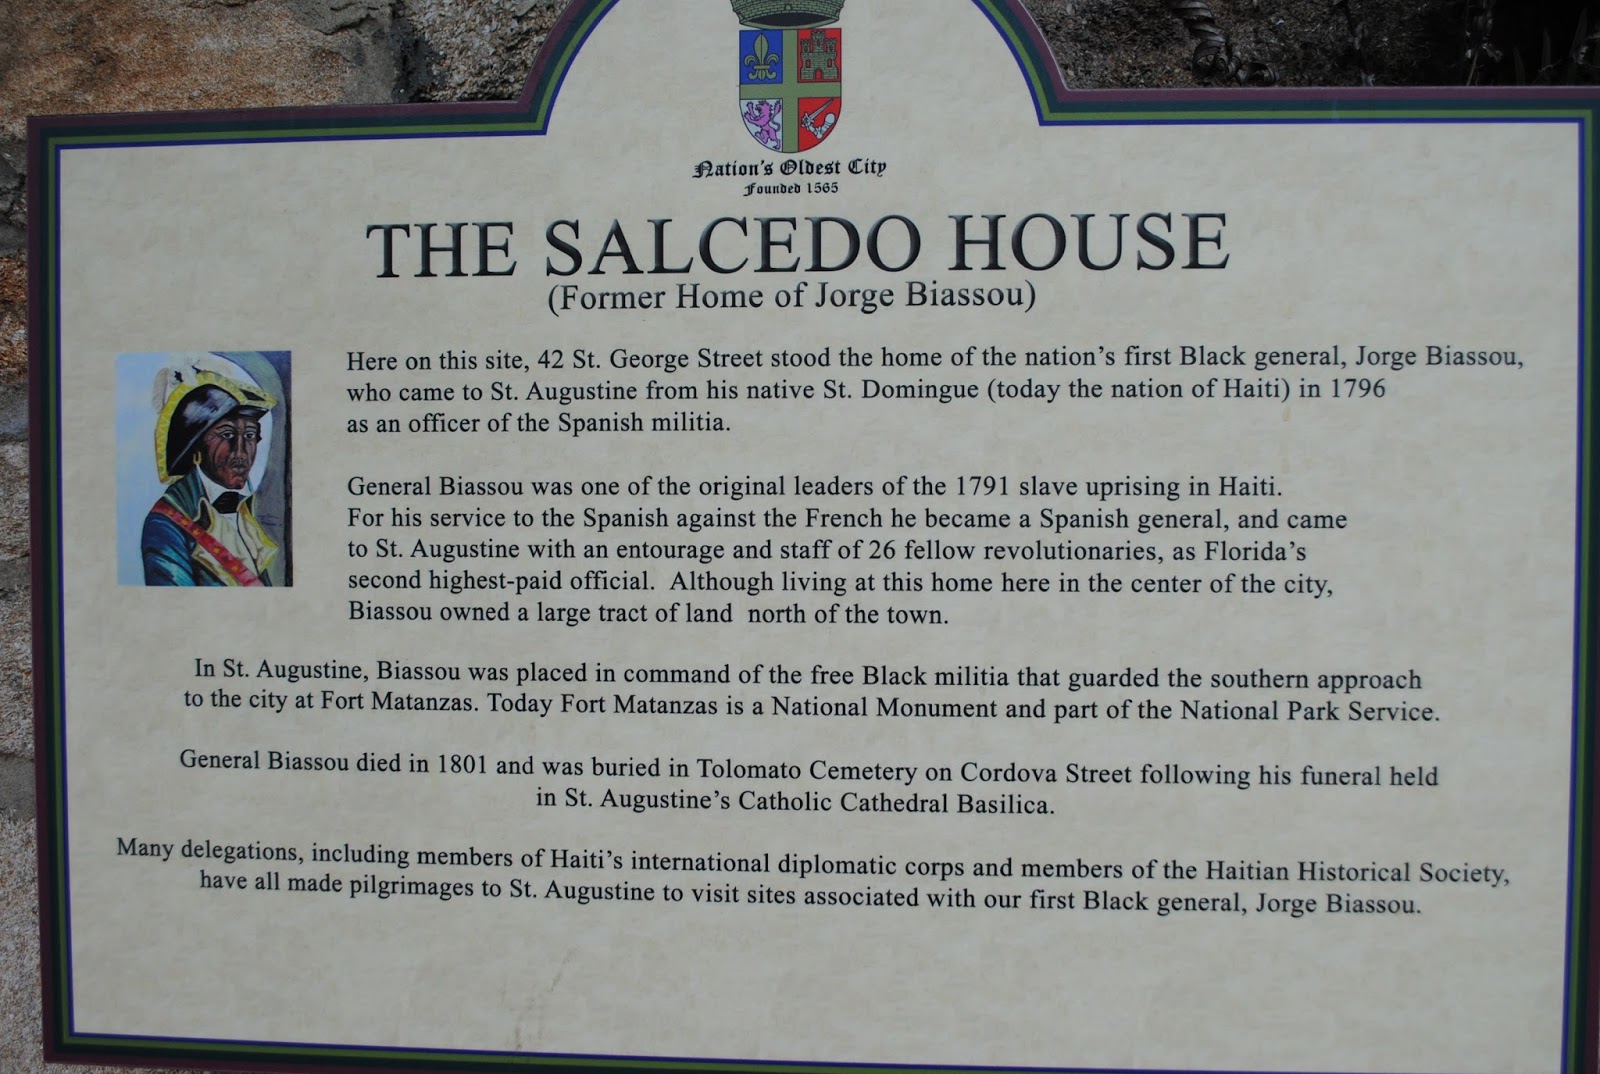 Nation's Oldest City
Founded 1565
THE SALCEDO HOUSE
(Former Home of Jorge Biassou)
Here on this site, 42 St. George Street stood the home of the nation's first Black general, Jorge Biassou,
who came to St. Augustine from his native St. Domingue (today the nation of Haiti) in 1796
as an officer of the Spanish militia.
General Biassou was one of the original leaders of the 1791 slave uprising in Haiti.
For his service to the Spanish against the French he became a Spanish general, and came
to St. Augustine with an entourage and staff of 26 fellow revolutionaries, as Florida's
second highest-paid official. Although living at this home here in the center of the city,
Biassou owned a large tract of land north of the town.
In St. Augustine, Biassou was placed in command of the free Black militia that guarded the southern approach
to the city at Fort Matanzas. Today Fort Matanzas is a National Monument and part of the National Park Service.
General Biassou died in 1801 and was buried in Tolomato Cemetery on Cordova Street following his funeral held
in St. Augustine's Catholic Cathedral Basilica.
Many delegations, including members of Haiti's international diplomatic corps and members of the Haitian Historical Society,
have all made pilgrimages to St. Augustine to visit sites associated with our first Black general, Jorge Biassou.